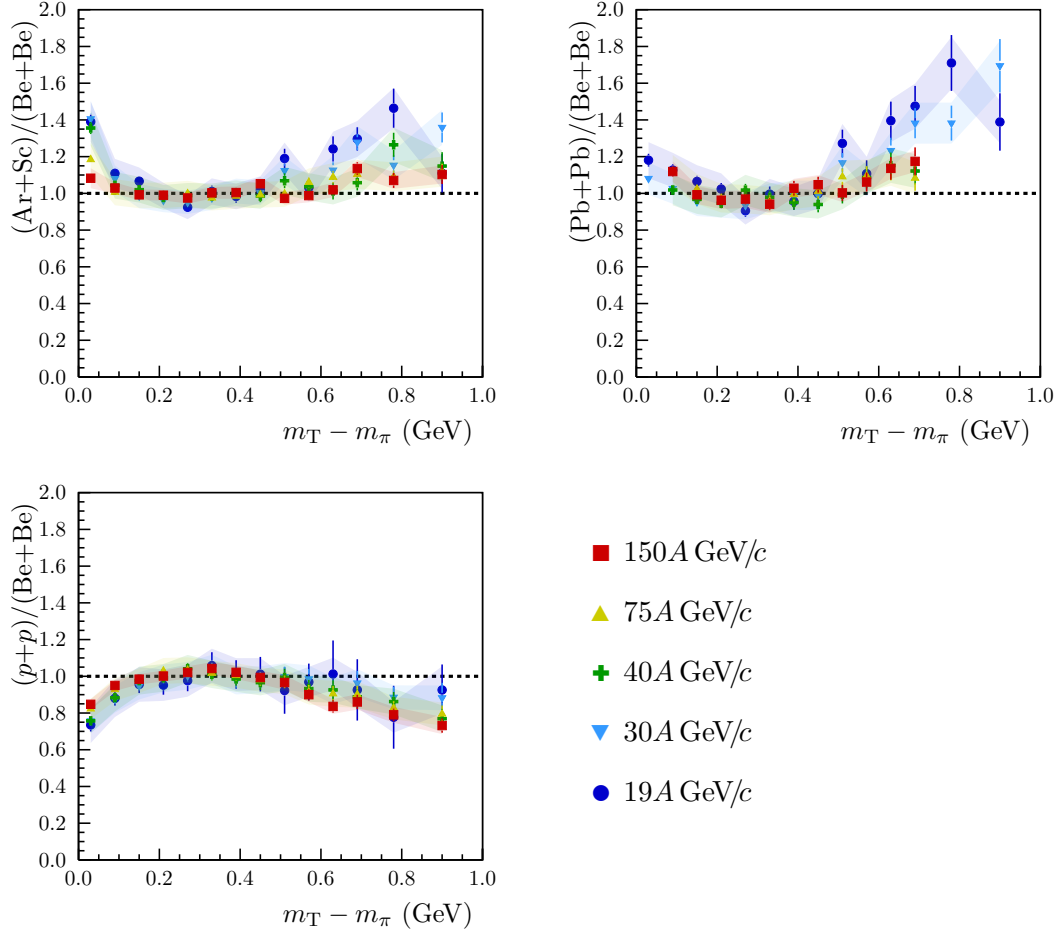 (Ar+Sc)/(Be+Be)
2.0
1.8
1.6
1.4
1.2
1.0
0.8
0.6
0.4
0.2
0.0
0.0 0.2 0.4 0.6 0.8 1.0
m_T − m_π (GeV)
(Pb+Pb)/(Be+Be)
2.0
1.8
1.6
1.4
1.2
1.0
0.8
0.6
0.4
0.2
0.0
0.0 0.2 0.4 0.6 0.8 1.0
m_T − m_π (GeV)
(p+p)/(Be+Be)
2.0
1.8
1.6
1.4
1.2
1.0
0.8
0.6
0.4
0.2
0.0
0.0 0.2 0.4 0.6 0.8 1.0
m_T − m_π (GeV)
150A GeV/c
75A GeV/c
40A GeV/c
30A GeV/c
19A GeV/c